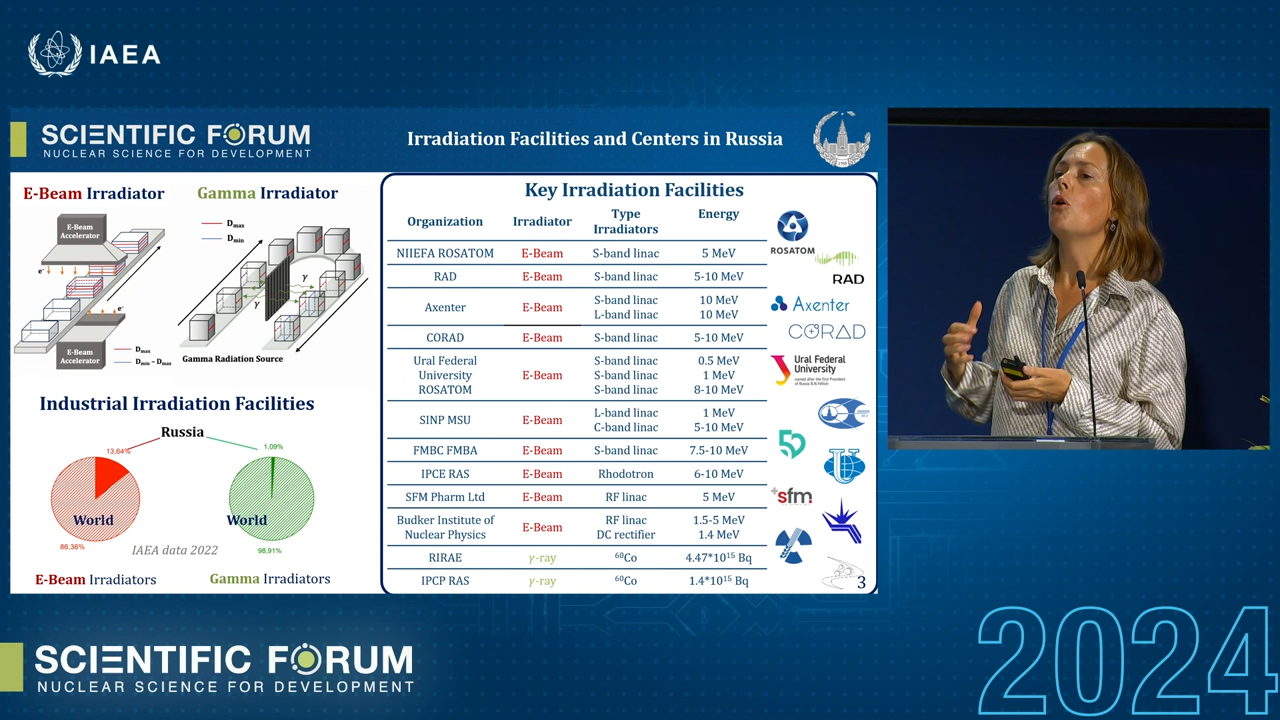 IAEA
SCIENTIFIC FORUM
NUCLEAR SCIENCE FOR DEVELOPMENT
Irradiation Facilities and Centers in Russia
E-Beam Irradiator
Gamma Irradiator
E-Beam
Accelerator
e-
e-
E-Beam
Accelerator
Dmax
Dmin – Dmax
Dmax
Dmin
γ
γ
Gamma Radiation Source
Industrial Irradiation Facilities
Russia
13,64%
1,09%
World
World
86,36%
IAEA data 2022
98,91%
E-Beam Irradiators
Gamma Irradiators
Key Irradiation Facilities
Organization Irradiator Type Irradiators Energy
NIIEFA ROSATOM E-Beam S-band linac 5 MeV
RAD E-Beam S-band linac 5-10 MeV
Axenter E-Beam S-band linac 10 MeV
L-band linac 10 MeV
CORAD E-Beam S-band linac 5-10 MeV
Ural Federal S-band linac 0.5 MeV
University E-Beam S-band linac 1 MeV
ROSATOM S-band linac 8-10 MeV
SINP MSU E-Beam L-band linac 1 MeV
C-band linac 5-10 MeV
FMBC FMBA E-Beam S-band linac 7.5-10 MeV
IPCE RAS E-Beam Rhodotron 6-10 MeV
SFM Pharm Ltd E-Beam RF linac 5 MeV
Budker Institute of RF linac 1.5-5 MeV
Nuclear Physics E-Beam DC rectifier 1.4 MeV
RIRAE γ-ray ⁶⁰Co 4.47*10¹⁵ Bq
IPCP RAS γ-ray ⁶⁰Co 1.4*10¹⁵ Bq
ROSATOM
RAD
Axenter
CORAD
Ural Federal
University
sfm
3
SCIENTIFIC FORUM
NUCLEAR SCIENCE FOR DEVELOPMENT
2024